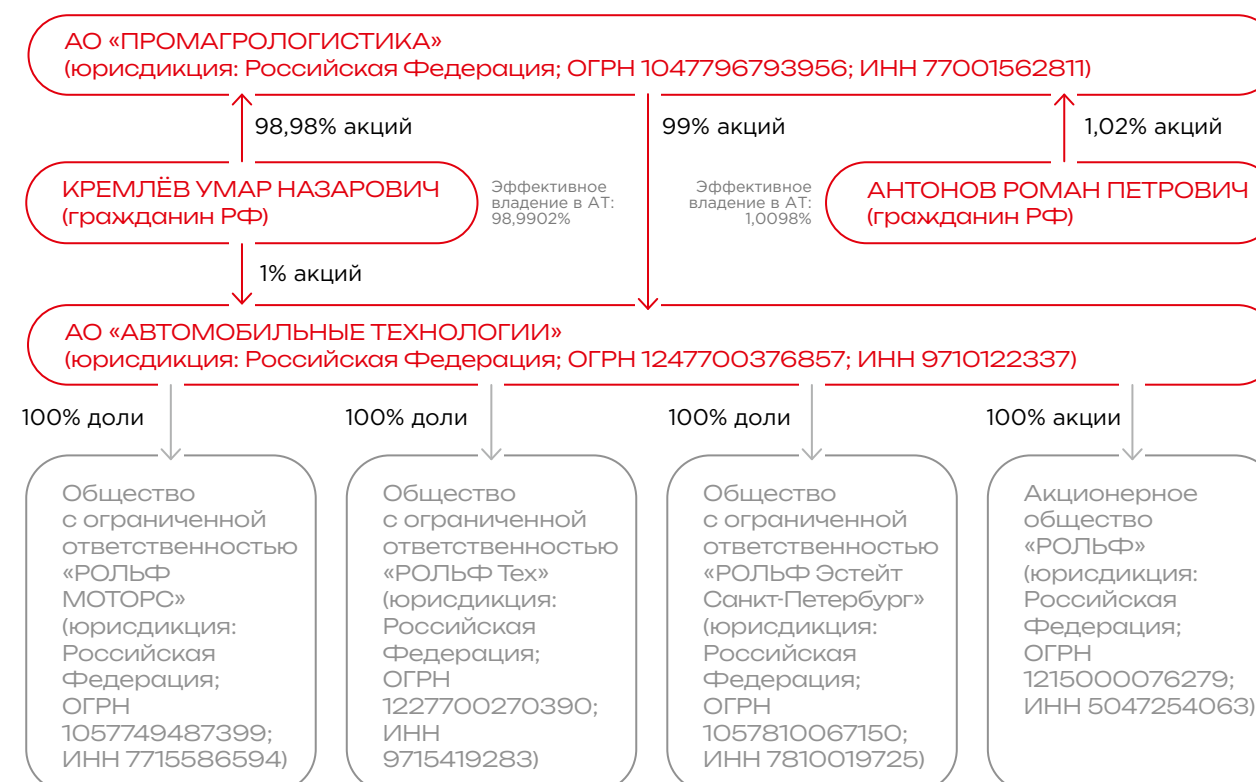 АО «ПРОМАГРОЛОГИСТИКА»
(юрисдикция: Российская Федерация; ОГРН 1047796793956; ИНН 77001562811)
98,98% акций
99% акций
1,02% акций
КРЕМЛЁВ УМАР НАЗАРОВИЧ
(гражданин РФ)
Эффективное
владение в АТ:
98,9902%
Эффективное
владение в АТ:
1,0098%
АНТОНОВ РОМАН ПЕТРОВИЧ
(гражданин РФ)
1% акций
АО «АВТОМОБИЛЬНЫЕ ТЕХНОЛОГИИ»
(юрисдикция: Российская Федерация; ОГРН 1247700376857; ИНН 9710122337)
100% доли
100% доли
100% доли
100% акции
Общество
с ограниченной
ответственностью
«РОЛЬФ
МОТОРС»
(юрисдикция:
Российская
Федерация;
ОГРН
1057749487399;
ИНН 7715586594)
Общество
с ограниченной
ответственностью
«РОЛЬФ Тех»
(юрисдикция:
Российская
Федерация;
ОГРН
1227700270390;
ИНН
9715419283)
Общество
с ограниченной
ответственностью
«РОЛЬФ Эстейт
Санкт-Петербург»
(юрисдикция:
Российская
Федерация;
ОГРН
1057810067150;
ИНН 7810019725)
Акционерное
общество
«РОЛЬФ»
(юрисдикция:
Российская
Федерация;
ОГРН
1215000076279;
ИНН 5047254063)